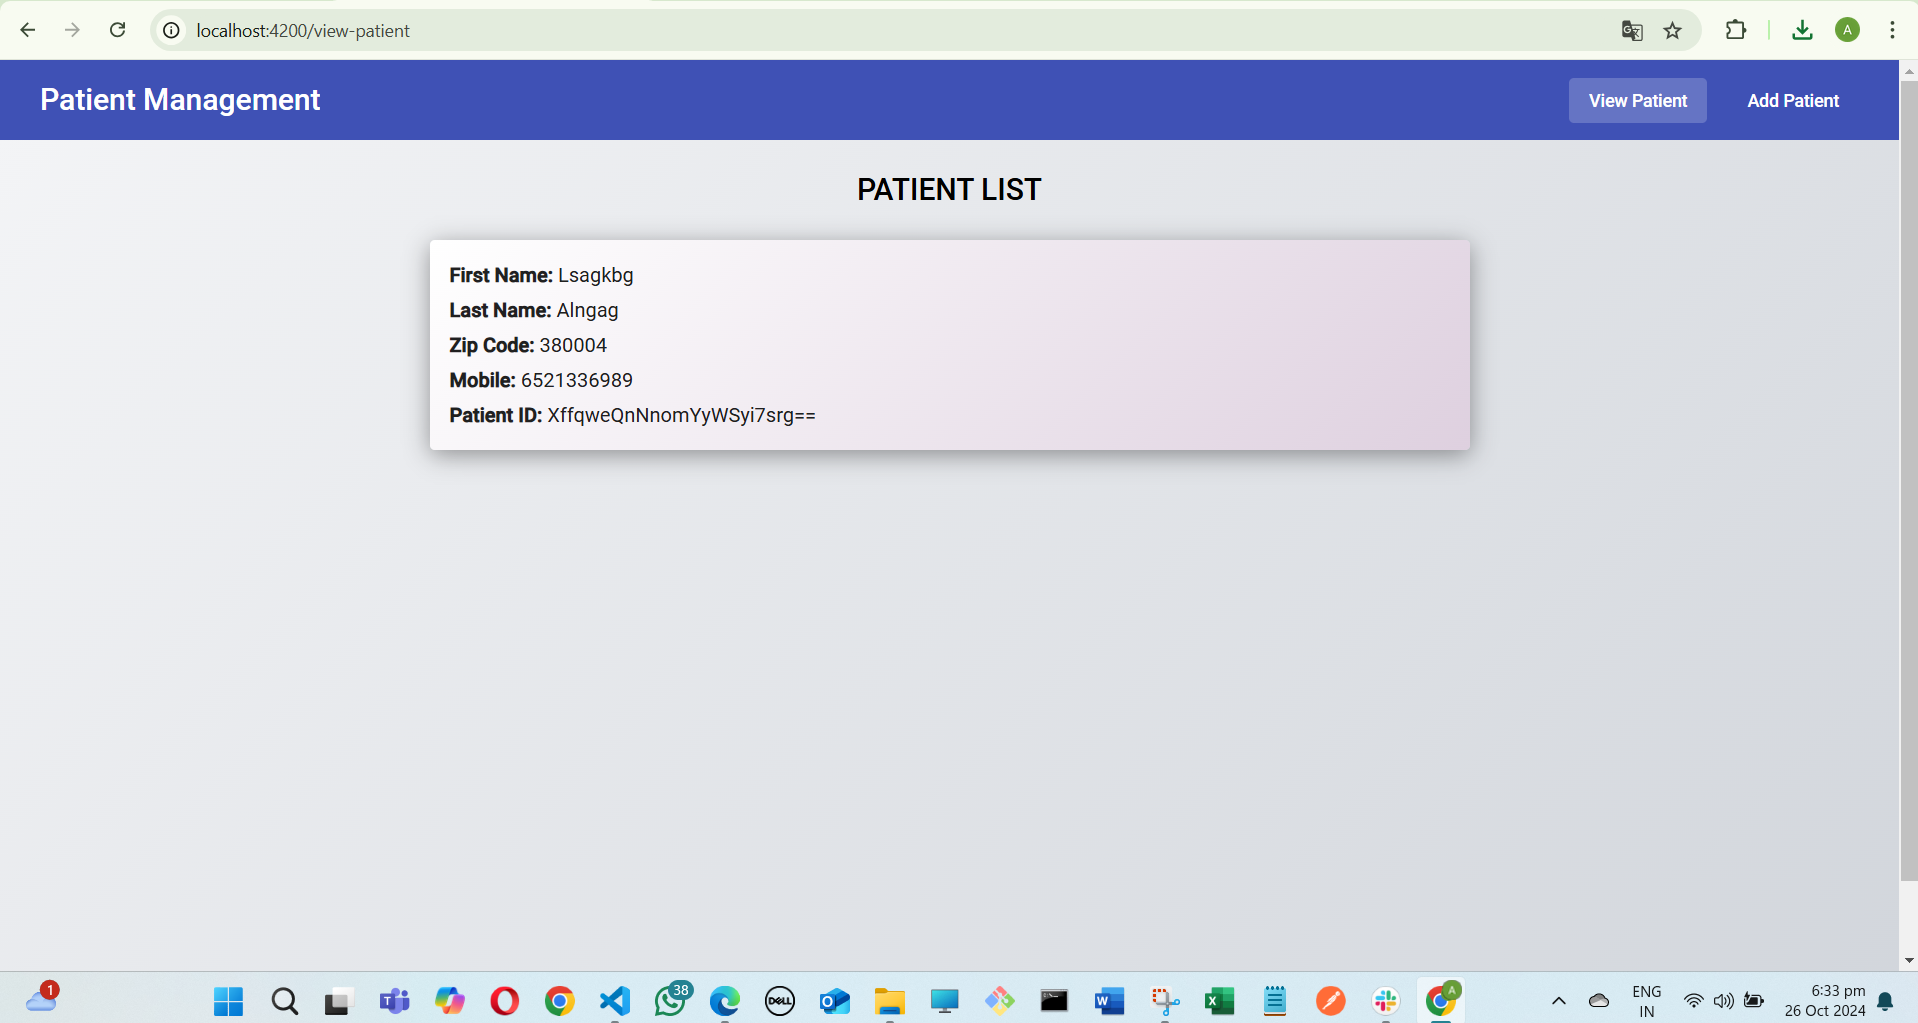 localhost:4200/view-patient
A
Patient Management
View Patient
Add Patient
PATIENT LIST
First Name: Lsagkbg
Last Name: Alngag
Zip Code: 380004
Mobile: 6521336989
Patient ID: XffqweQnNnomYyWSyi7srg==
1
38
DELL
A
ENG
IN
6:33 pm
26 Oct 2024